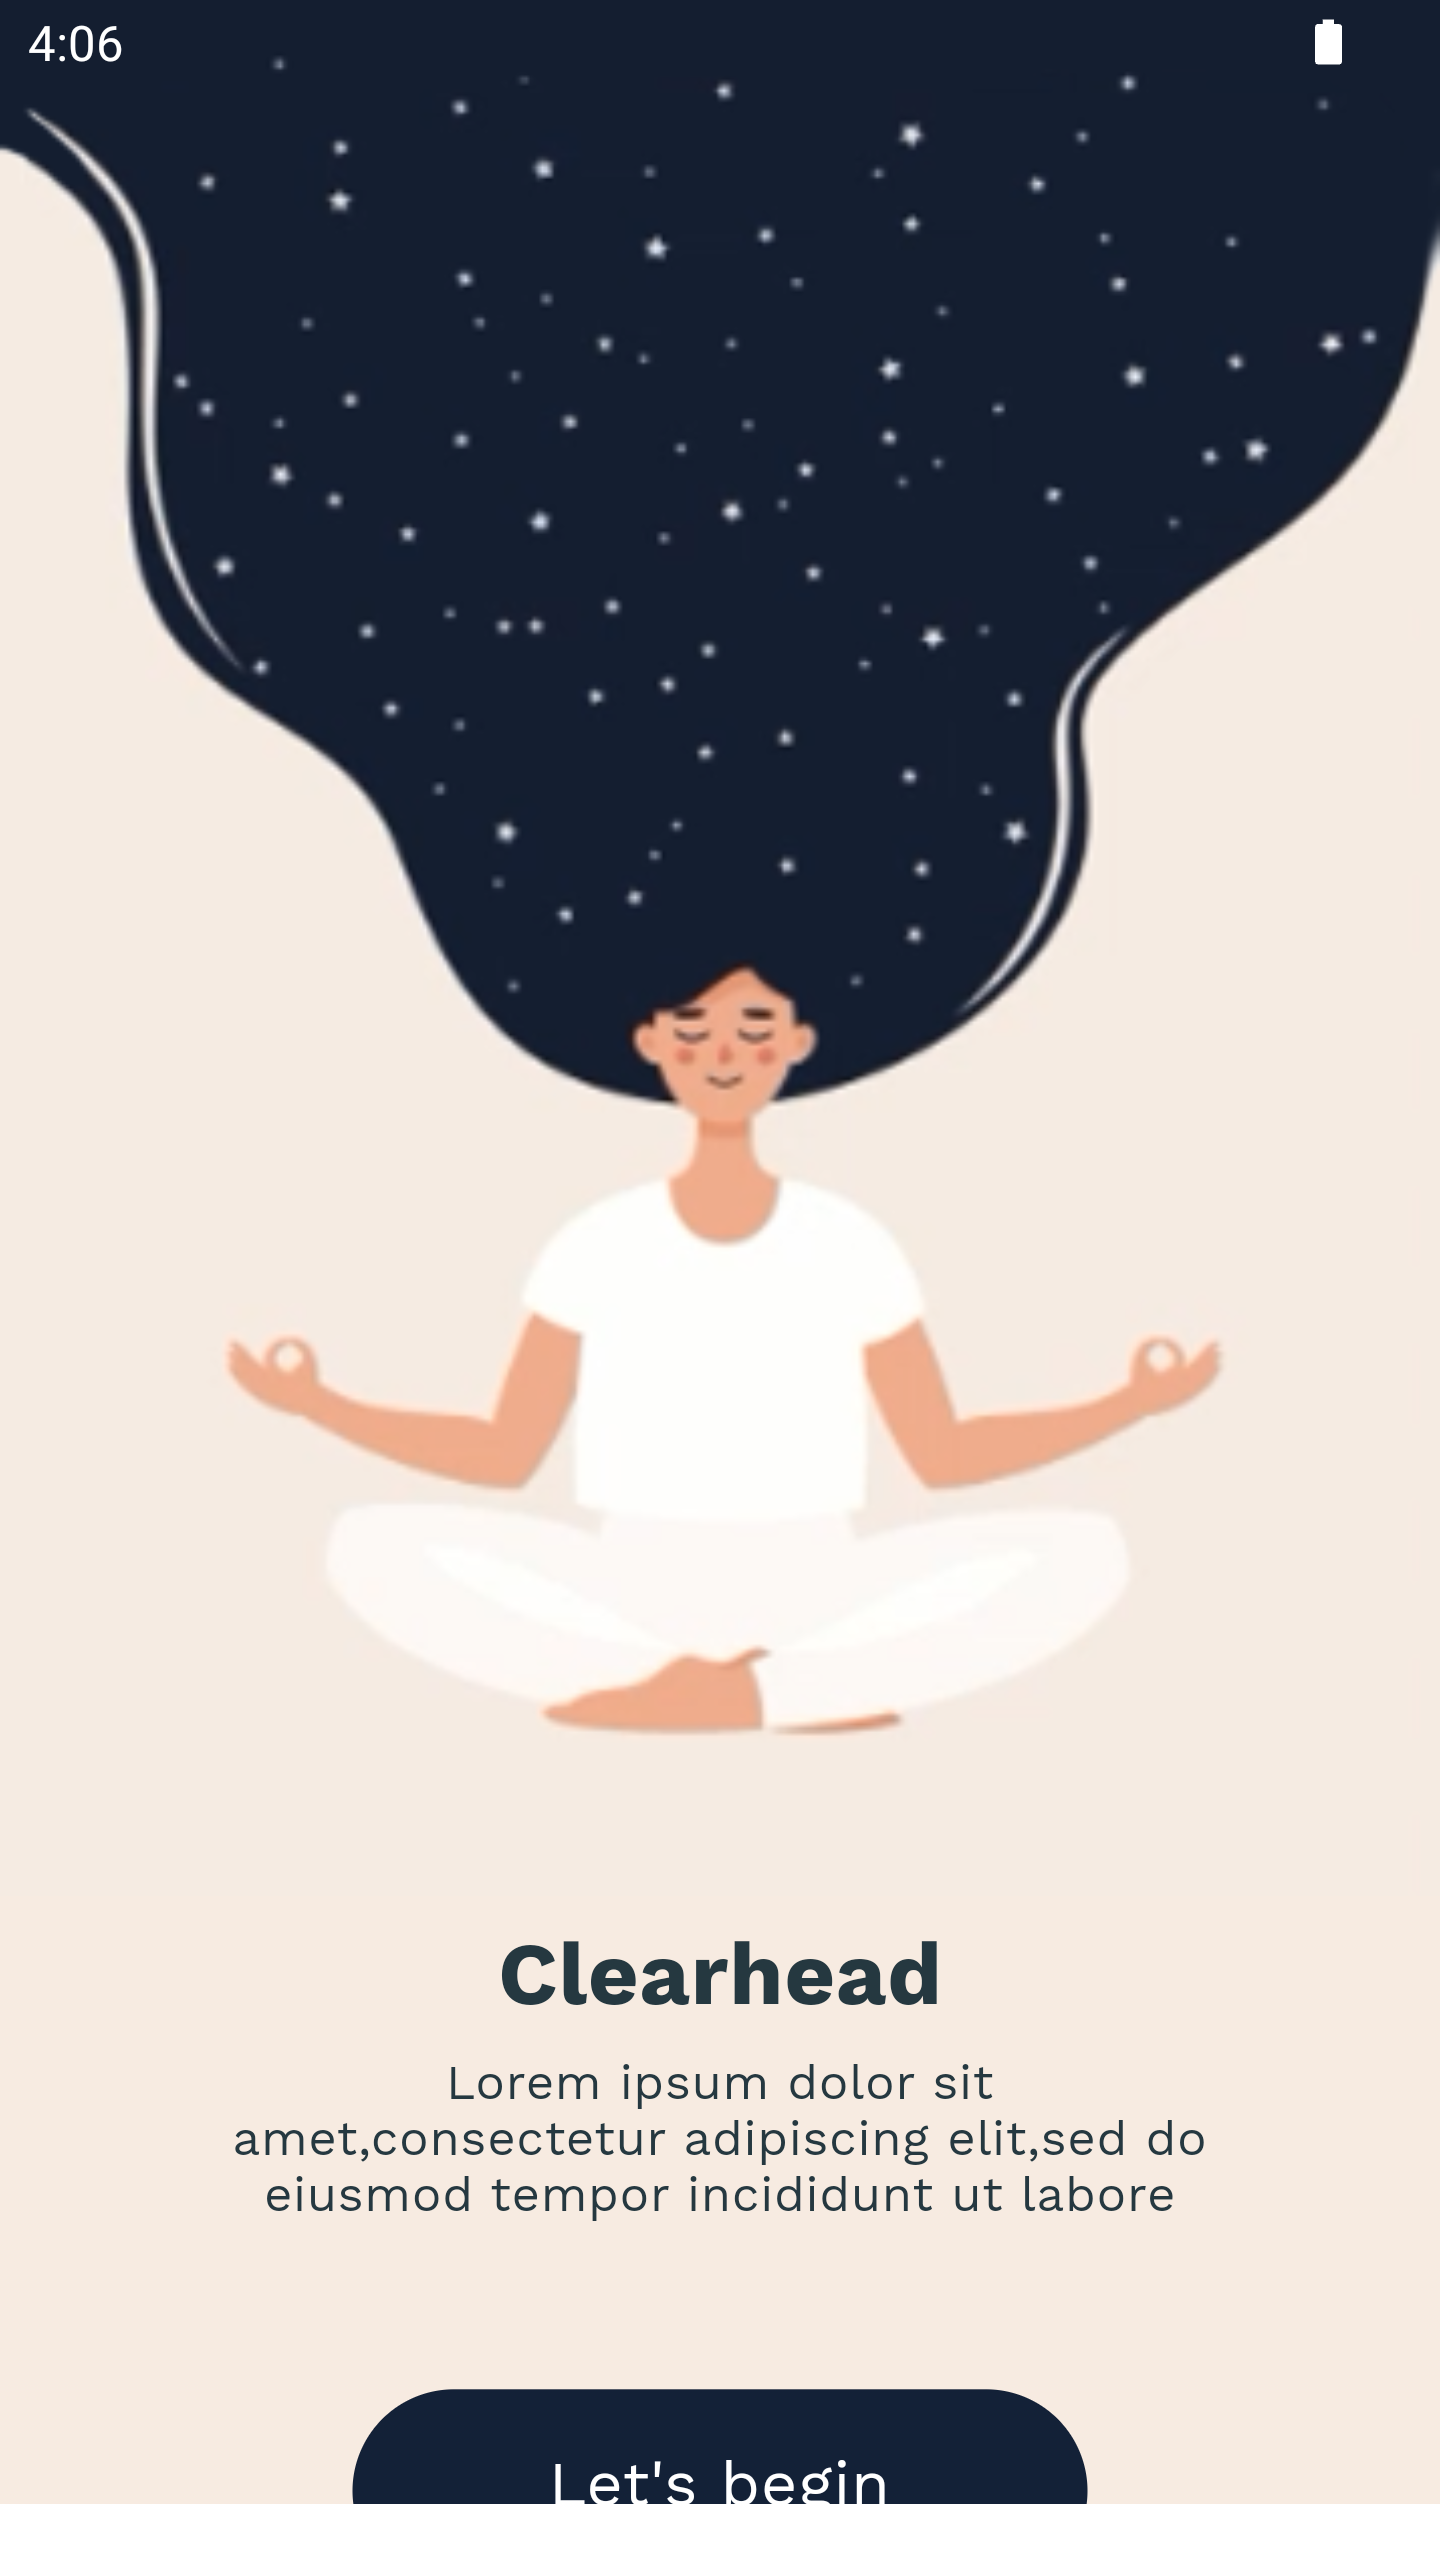 4:06
Clearhead
Lorem ipsum dolor sit
amet,consectetur adipiscing elit,sed do
eiusmod tempor incididunt ut labore
Let's begin